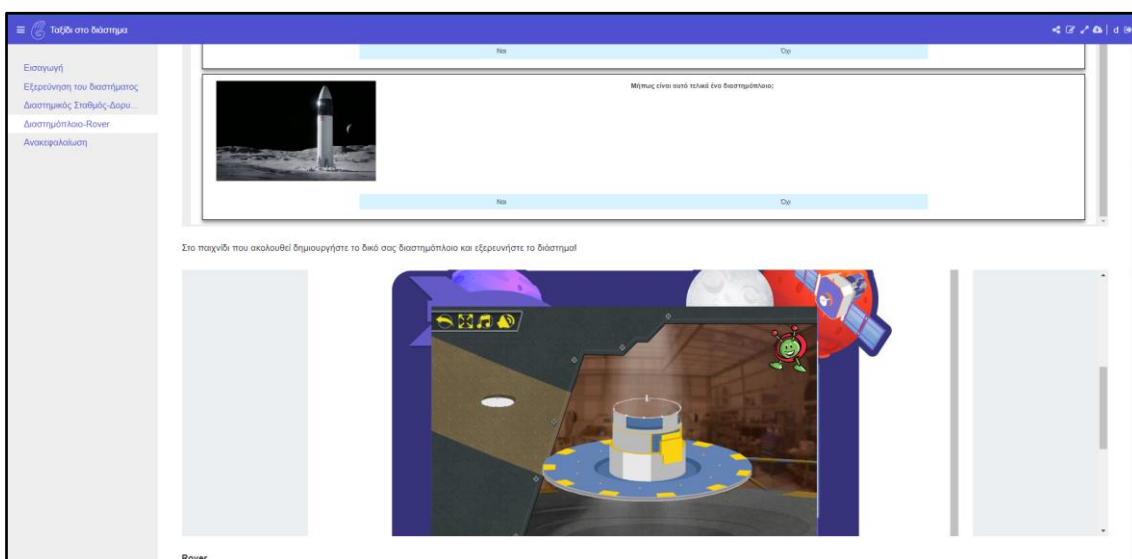 Ταξίδι στο διάστημα
d
Εισαγωγή
Εξερεύνηση του διαστήματος
Διαστημικός Σταθμός-Δορυ...
Διαστημόπλοιο-Rover
Ανακεφαλαίωση
Ναι Όχι
Μήπως είναι αυτό τελικά ένα διαστημόπλοιο;
Ναι Όχι
Στο παιχνίδι που ακολουθεί δημιουργήστε το δικό σας διαστημόπλοιο και εξερευνήστε το διάστημα!
Rover